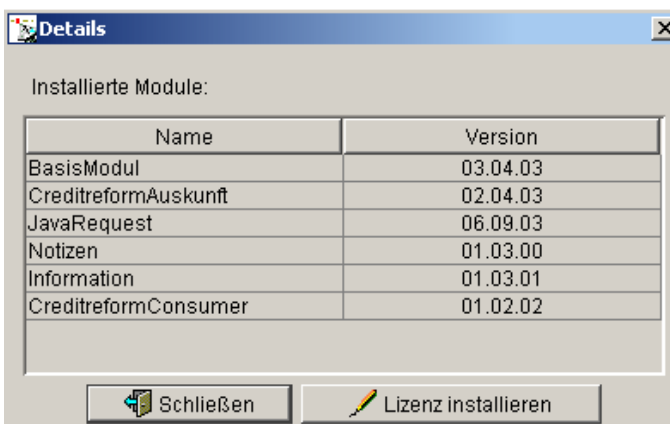 Details
Installierte Module:
Name Version
BasisModul 03.04.03
CreditreformAuskunft 02.04.03
JavaRequest 06.09.03
Notizen 01.03.00
Information 01.03.01
CreditreformConsumer 01.02.02
Schließen Lizenz installieren